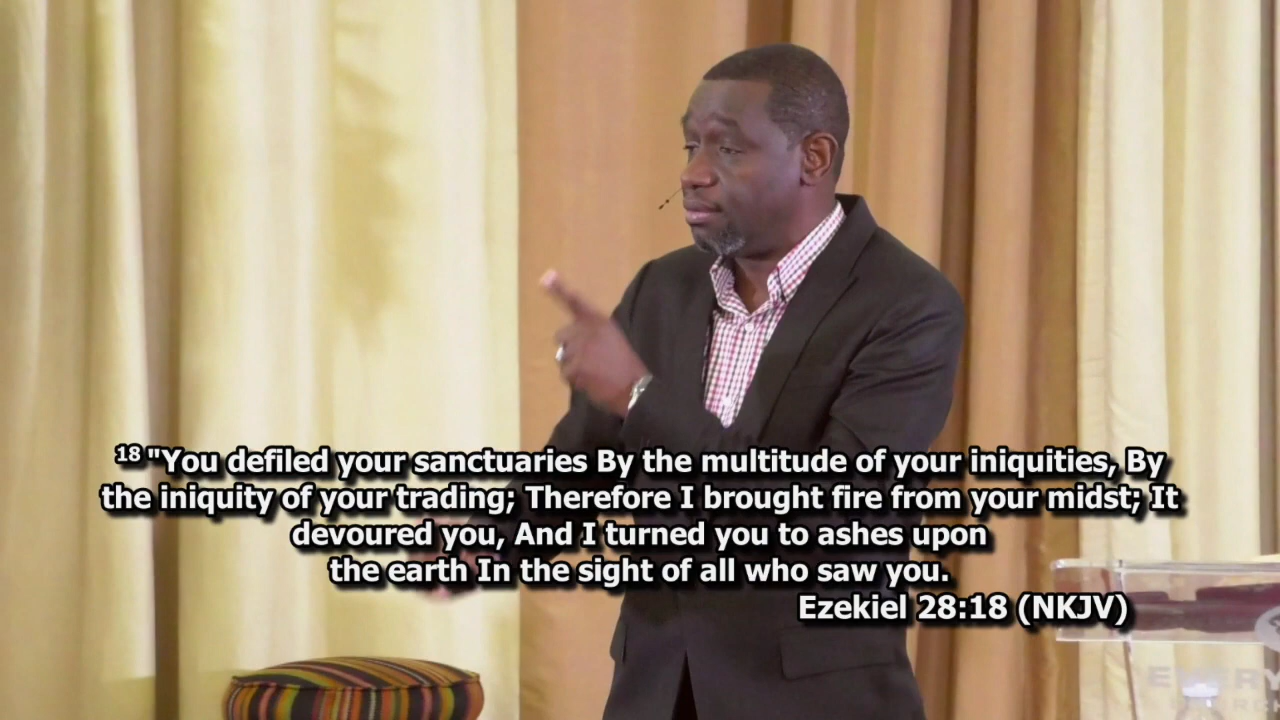 18 "You defiled your sanctuaries By the multitude of your iniquities, By
the iniquity of your trading; Therefore I brought fire from your midst; It
devoured you, And I turned you to ashes upon
the earth In the sight of all who saw you.
Ezekiel 28:18 (NKJV)
EVERY